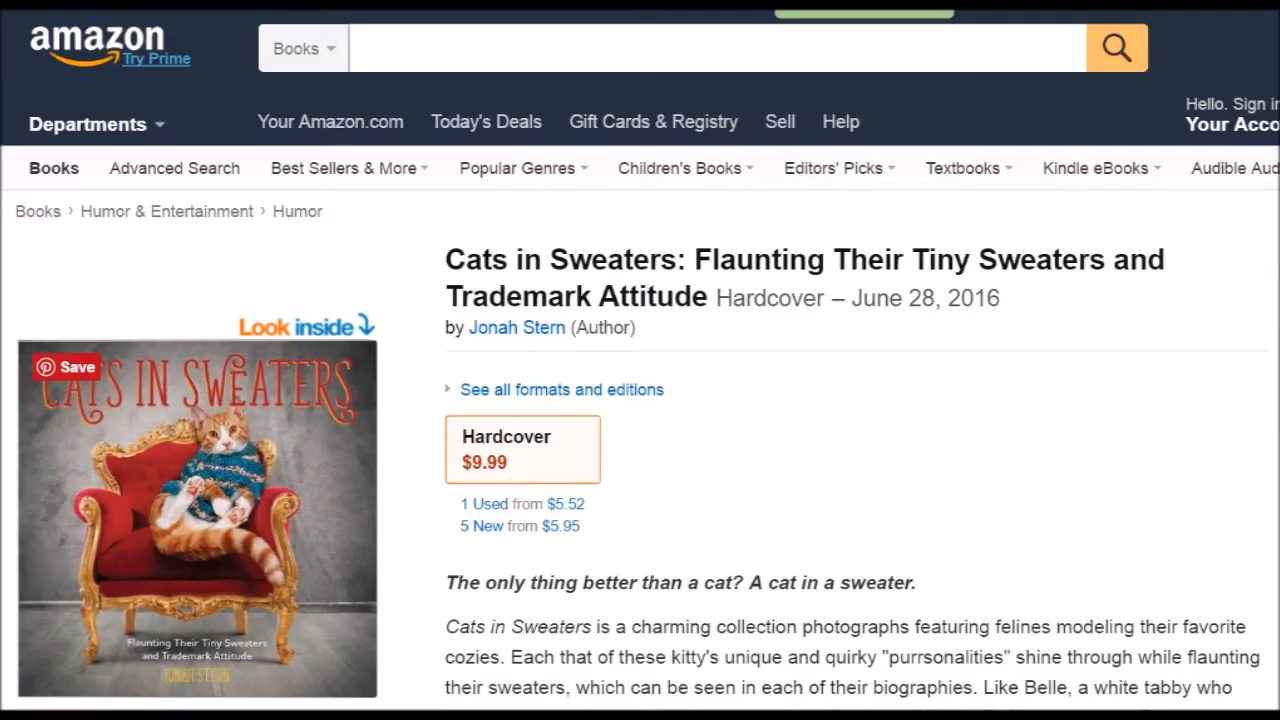 amazon
Try Prime
Books
Departments
Your Amazon.com Today's Deals Gift Cards & Registry Sell Help
Hello. Sign in
Your Acco
Books Advanced Search Best Sellers & More Popular Genres Children's Books Editors' Picks Textbooks Kindle eBooks Audible Aud
Books › Humor & Entertainment › Humor
Cats in Sweaters: Flaunting Their Tiny Sweaters and
Trademark Attitude Hardcover – June 28, 2016
by Jonah Stern (Author)
Look inside
Save
CATS IN SWEATERS
Flaunting Their Tiny Sweaters
and Trademark Attitude
JONAH STERN
See all formats and editions
Hardcover
$9.99
1 Used from $5.52
5 New from $5.95
The only thing better than a cat? A cat in a sweater.
Cats in Sweaters is a charming collection photographs featuring felines modeling their favorite
cozies. Each that of these kitty's unique and quirky "purrsonalities" shine through while flaunting
their sweaters, which can be seen in each of their biographies. Like Belle, a white tabby who